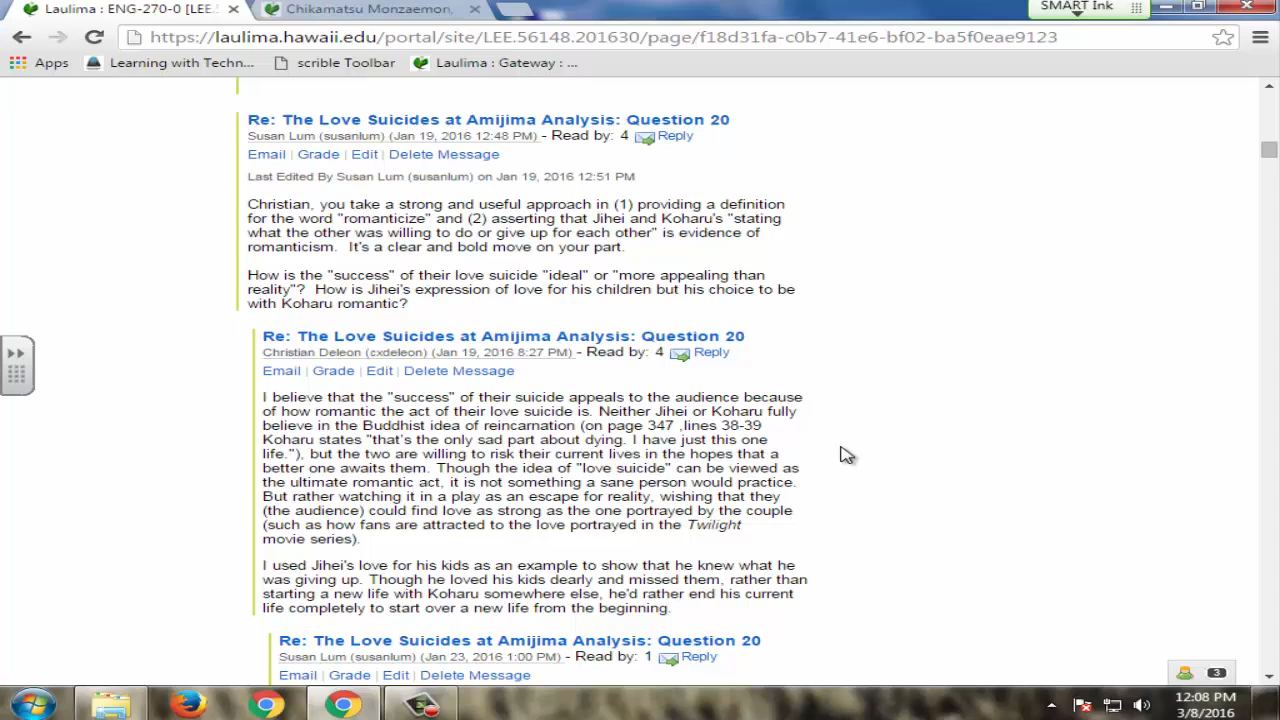 Laulima : ENG-270-0 [LEE.5
Chikamatsu Monzaemon,
SMART Ink
https://laulima.hawaii.edu/portal/site/LEE.56148.201630/page/f18d31fa-c0b7-41e6-bf02-ba5f0eae9123
Apps
Learning with Techn...
scrible Toolbar
Laulima : Gateway : ...
Re: The Love Suicides at Amijima Analysis: Question 20
Susan Lum (susanlum) (Jan 19, 2016 12:48 PM) - Read by: 4 Reply
Email | Grade | Edit | Delete Message
Last Edited By Susan Lum (susanlum) on Jan 19, 2016 12:51 PM
Christian, you take a strong and useful approach in (1) providing a definition
for the word "romanticize" and (2) asserting that Jihei and Koharu's "stating
what the other was willing to do or give up for each other" is evidence of
romanticism.  It's a clear and bold move on your part.
How is the "success" of their love suicide "ideal" or "more appealing than
reality"?  How is Jihei's expression of love for his children but his choice to be
with Koharu romantic?
Re: The Love Suicides at Amijima Analysis: Question 20
Christian Deleon (cxdeleon) (Jan 19, 2016 8:27 PM) - Read by: 4 Reply
Email | Grade | Edit | Delete Message
I believe that the "success" of their suicide appeals to the audience because
of how romantic the act of their love suicide is. Neither Jihei or Koharu fully
believe in the Buddhist idea of reincarnation (on page 347 ,lines 38-39
Koharu states "that's the only sad part about dying. I have just this one
life."), but the two are willing to risk their current lives in the hopes that a
better one awaits them. Though the idea of "love suicide" can be viewed as
the ultimate romantic act, it is not something a sane person would practice.
But rather watching it in a play as an escape for reality, wishing that they
(the audience) could find love as strong as the one portrayed by the couple
(such as how fans are attracted to the love portrayed in the Twilight
movie series).
I used Jihei's love for his kids as an example to show that he knew what he
was giving up. Though he loved his kids dearly and missed them, rather than
starting a new life with Koharu somewhere else, he'd rather end his current
life completely to start over a new life from the beginning.
Re: The Love Suicides at Amijima Analysis: Question 20
Susan Lum (susanlum) (Jan 23, 2016 1:00 PM) - Read by: 1 Reply
Email | Grade | Edit | Delete Message
3
12:08 PM
3/8/2016